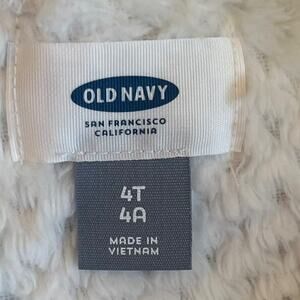 OLD NAVY
SAN FRANCISCO
CALIFORNIA
4T
4A
MADE IN
VIETNAM